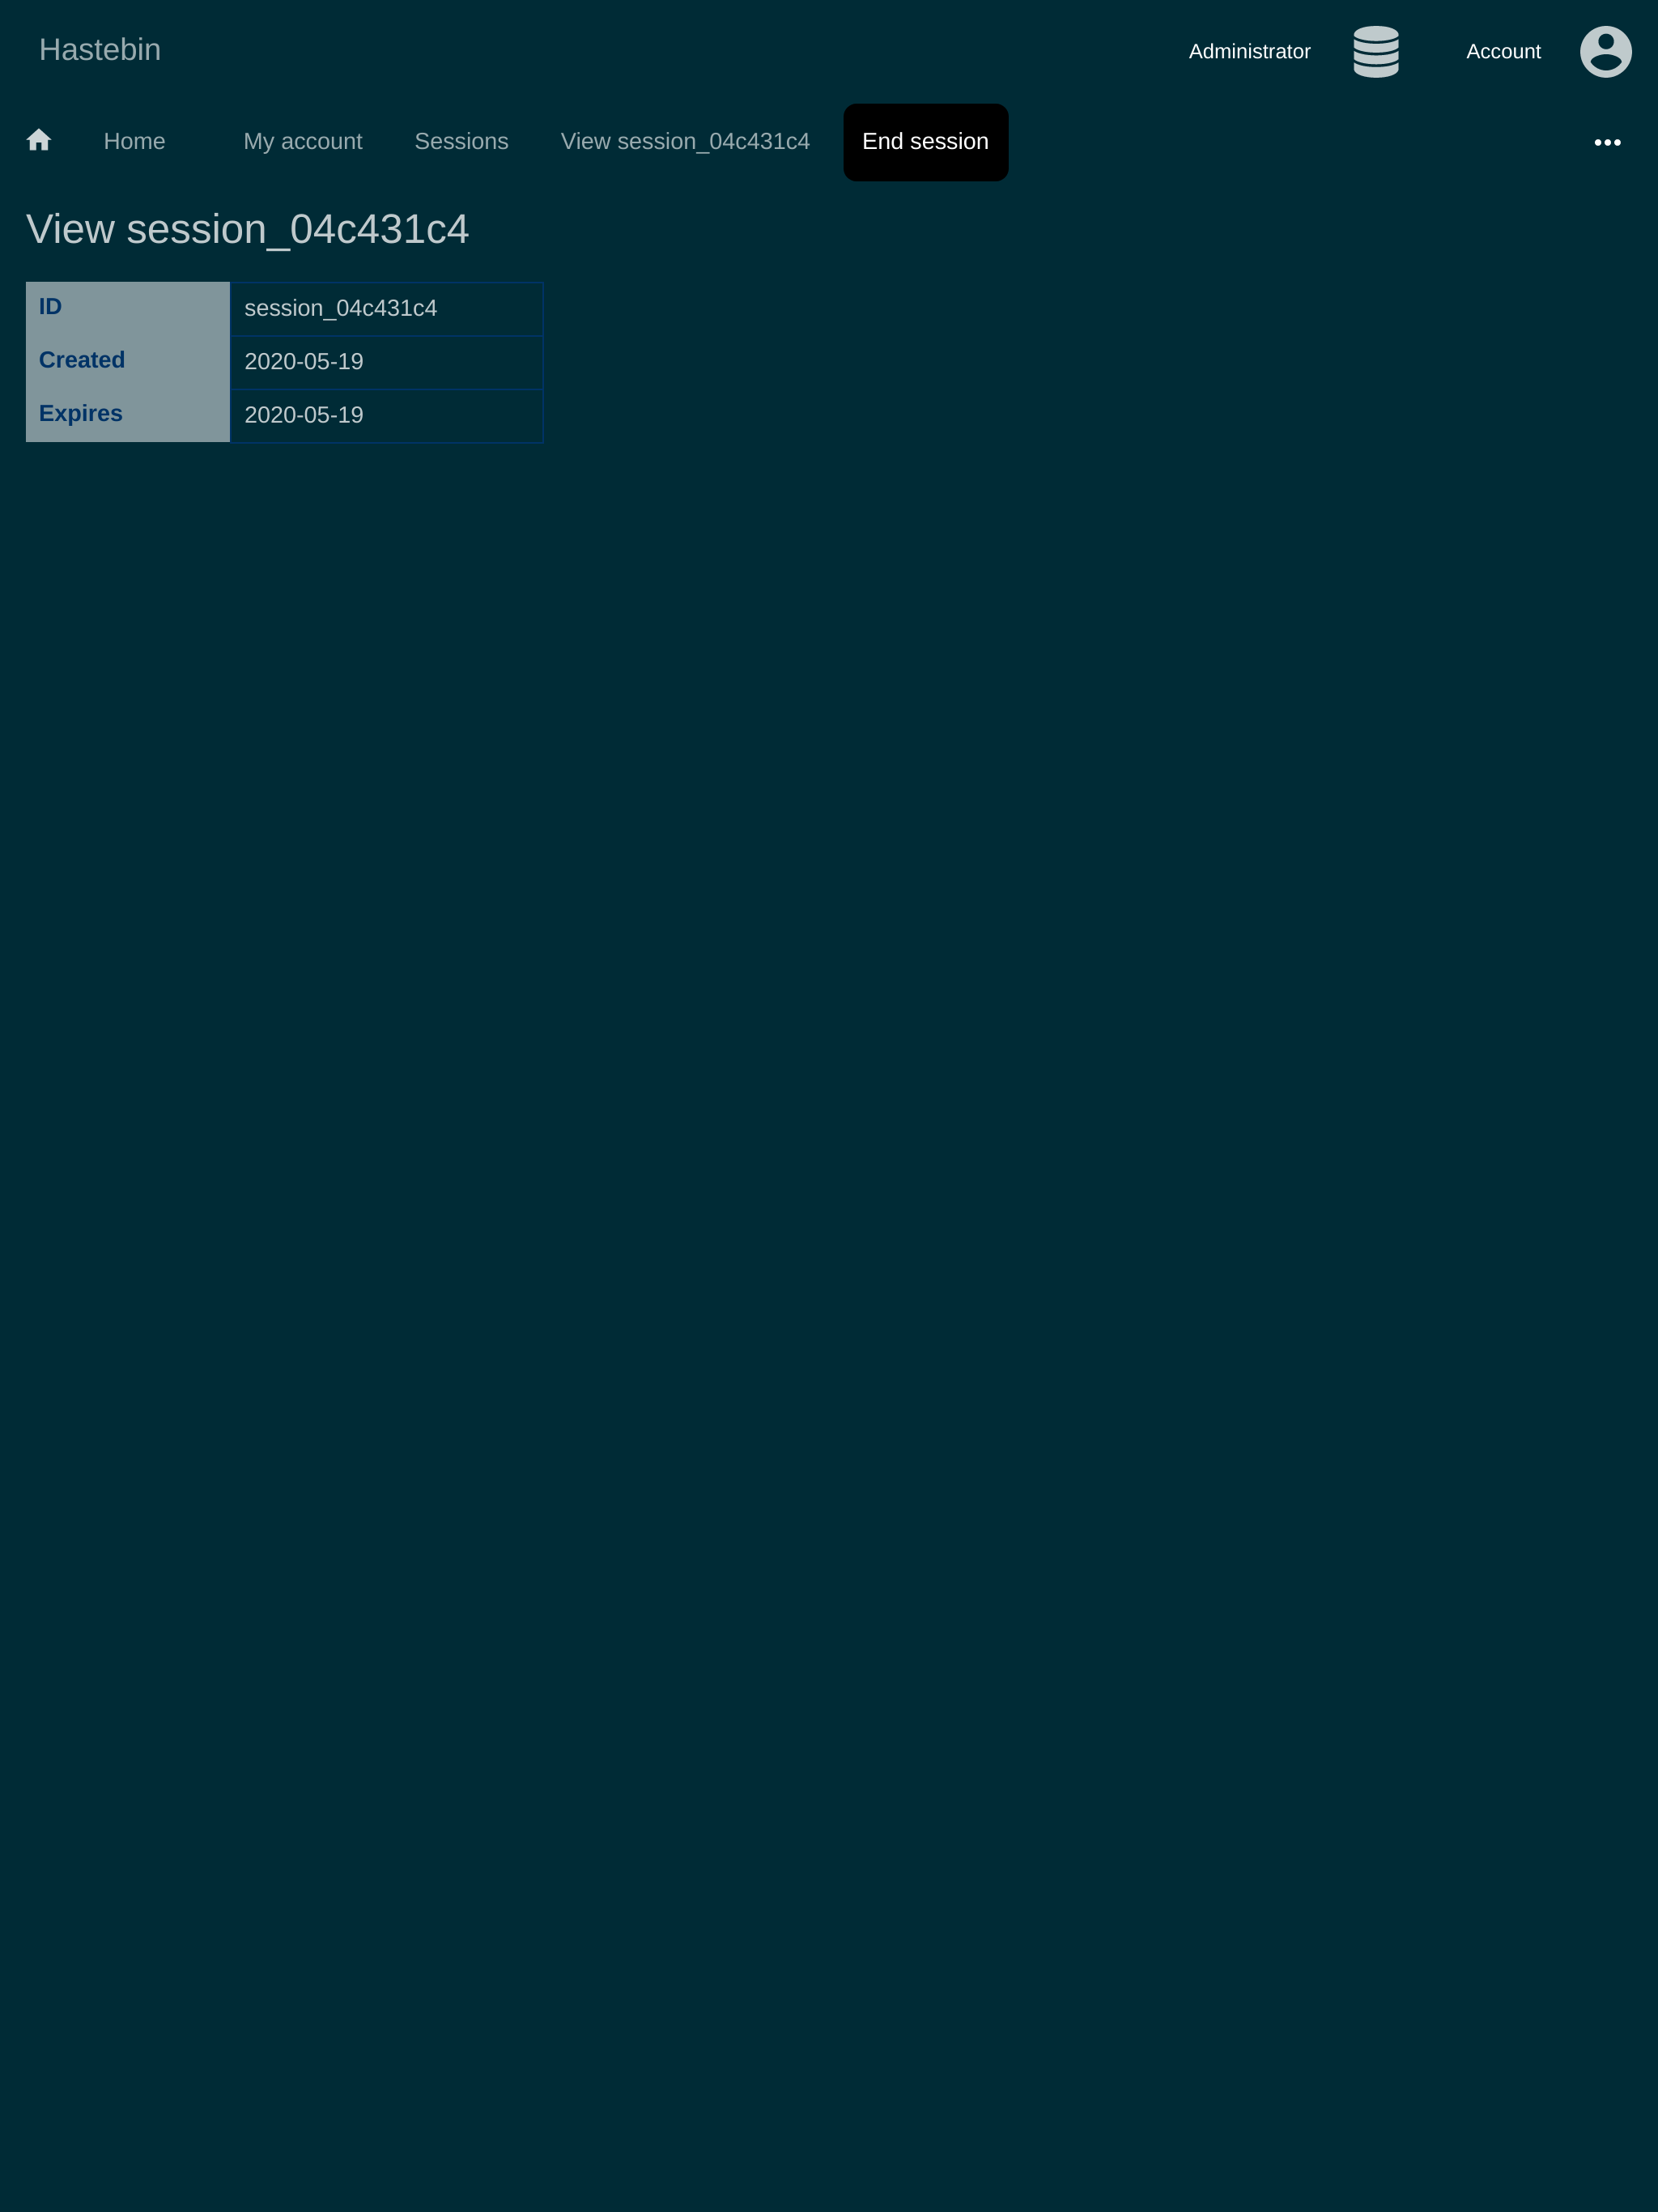 Hastebin
Administrator
Account
Home
My account
Sessions
View session_04c431c4
End session
View session_04c431c4
ID session_04c431c4
Created 2020-05-19
Expires 2020-05-19